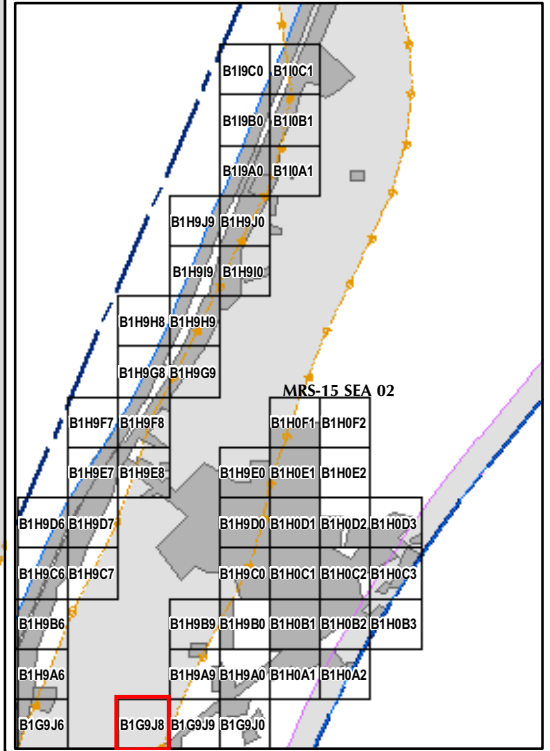 B1I9C0 B1I0C1
B1I9B0 B1I0B1
B1I9A0 B1I0A1
B1H9J9 B1H9J0
B1H9I9 B1H9I0
B1H9H8 B1H9H9
B1H9G8 B1H9G9
MRS-15 SEA 02
B1H9F7 B1H9F8 B1H0F1 B1H0F2
B1H9E7 B1H9E8 B1H9E0 B1H0E1 B1H0E2
B1H9D6 B1H9D7 B1H9D0 B1H0D1 B1H0D2 B1H0D3
B1H9C6 B1H9C7 B1H9C0 B1H0C1 B1H0C2 B1H0C3
B1H9B6 B1H9B9 B1H9B0 B1H0B1 B1H0B2 B1H0B3
B1H9A6 B1H9A9 B1H9A0 B1H0A1 B1H0A2
B1G9J6 B1G9J8 B1G9J9 B1G9J0